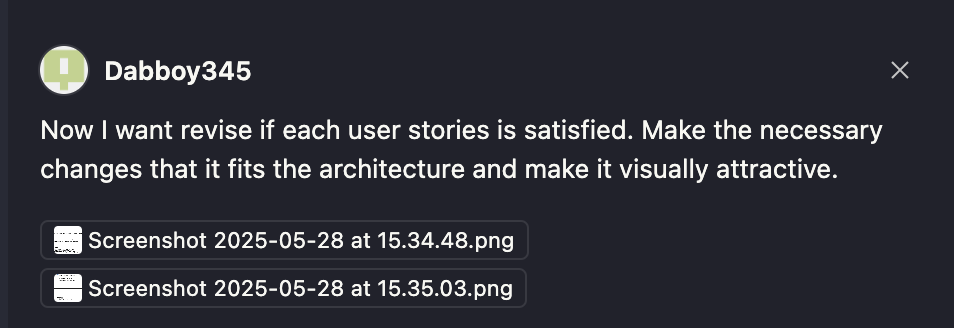 Dabboy345
Now I want revise if each user stories is satisfied. Make the necessary
changes that it fits the architecture and make it visually attractive.
Screenshot 2025-05-28 at 15.34.48.png
Screenshot 2025-05-28 at 15.35.03.png